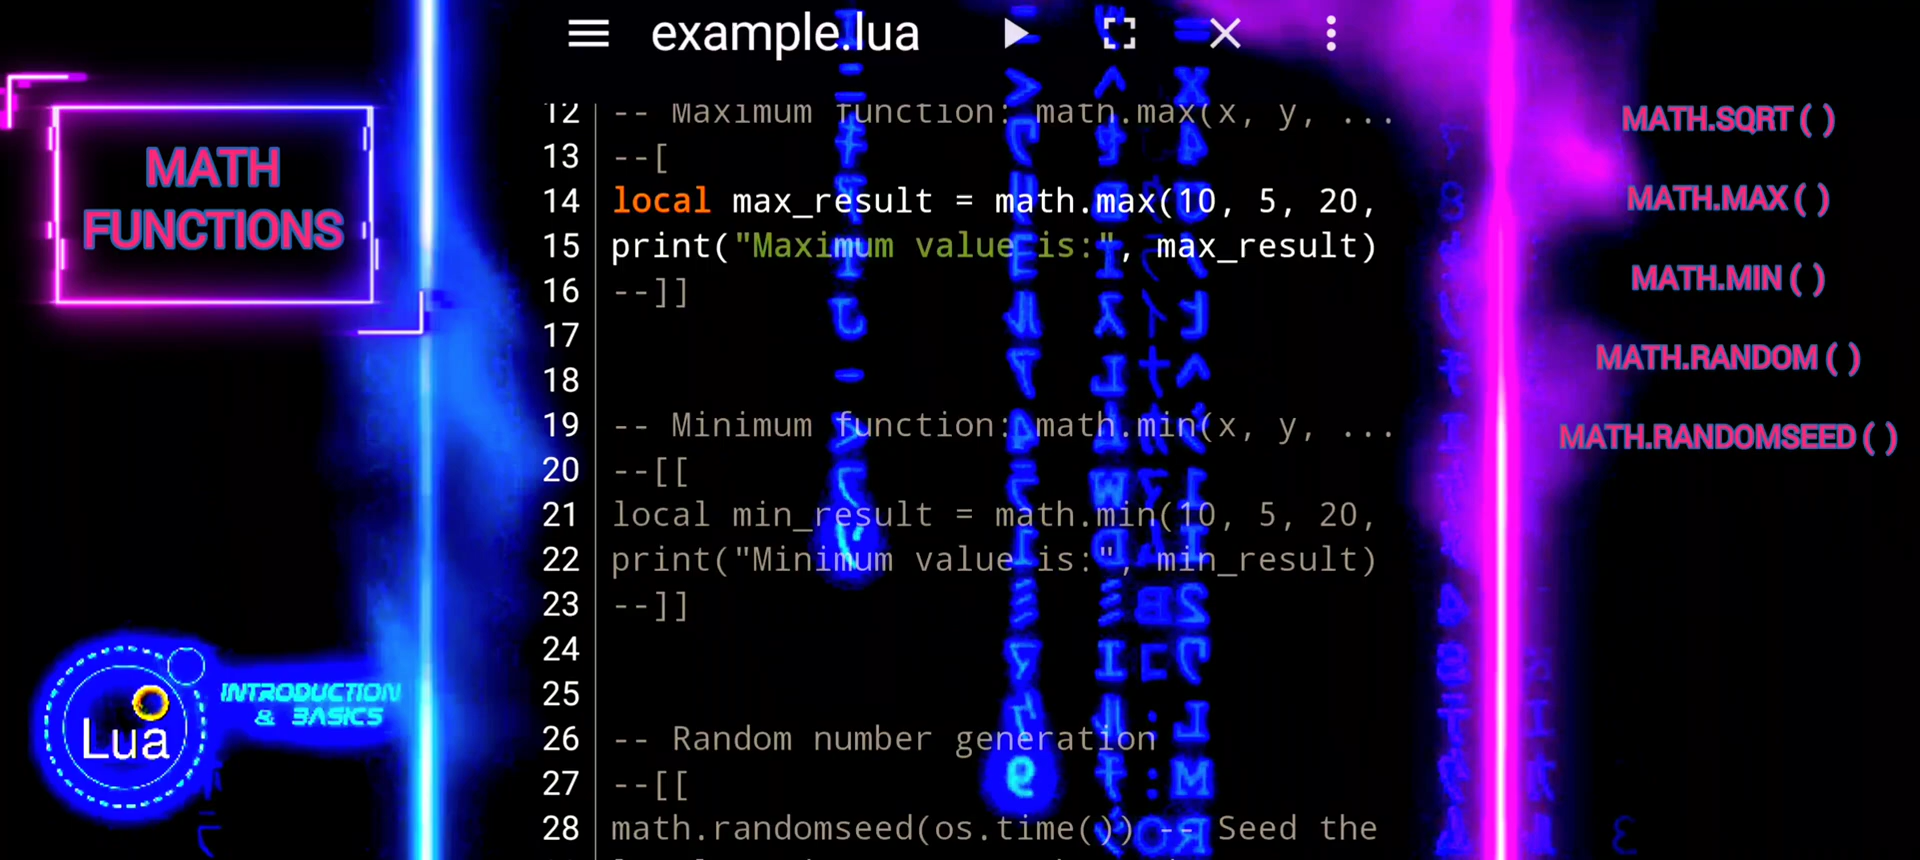 example.lua
MATH
FUNCTIONS
12 -- Maximum function: math.max(x, y, ...
13 --[
14 local max_result = math.max(10, 5, 20,
15 print("Maximum value is:", max_result)
16 --]]
17
18
19 -- Minimum function: math.min(x, y, ...
20 --[[
21 local min_result = math.min(10, 5, 20,
22 print("Minimum value is:", min_result)
23 --]]
24
25
26 -- Random number generation
27 --[[
28 math.randomseed(os.time()) -- Seed the
MATH.SQRT ( )
MATH.MAX ( )
MATH.MIN ( )
MATH.RANDOM ( )
MATH.RANDOMSEED ( )
Lua
INTRODUCTION
& BASICS